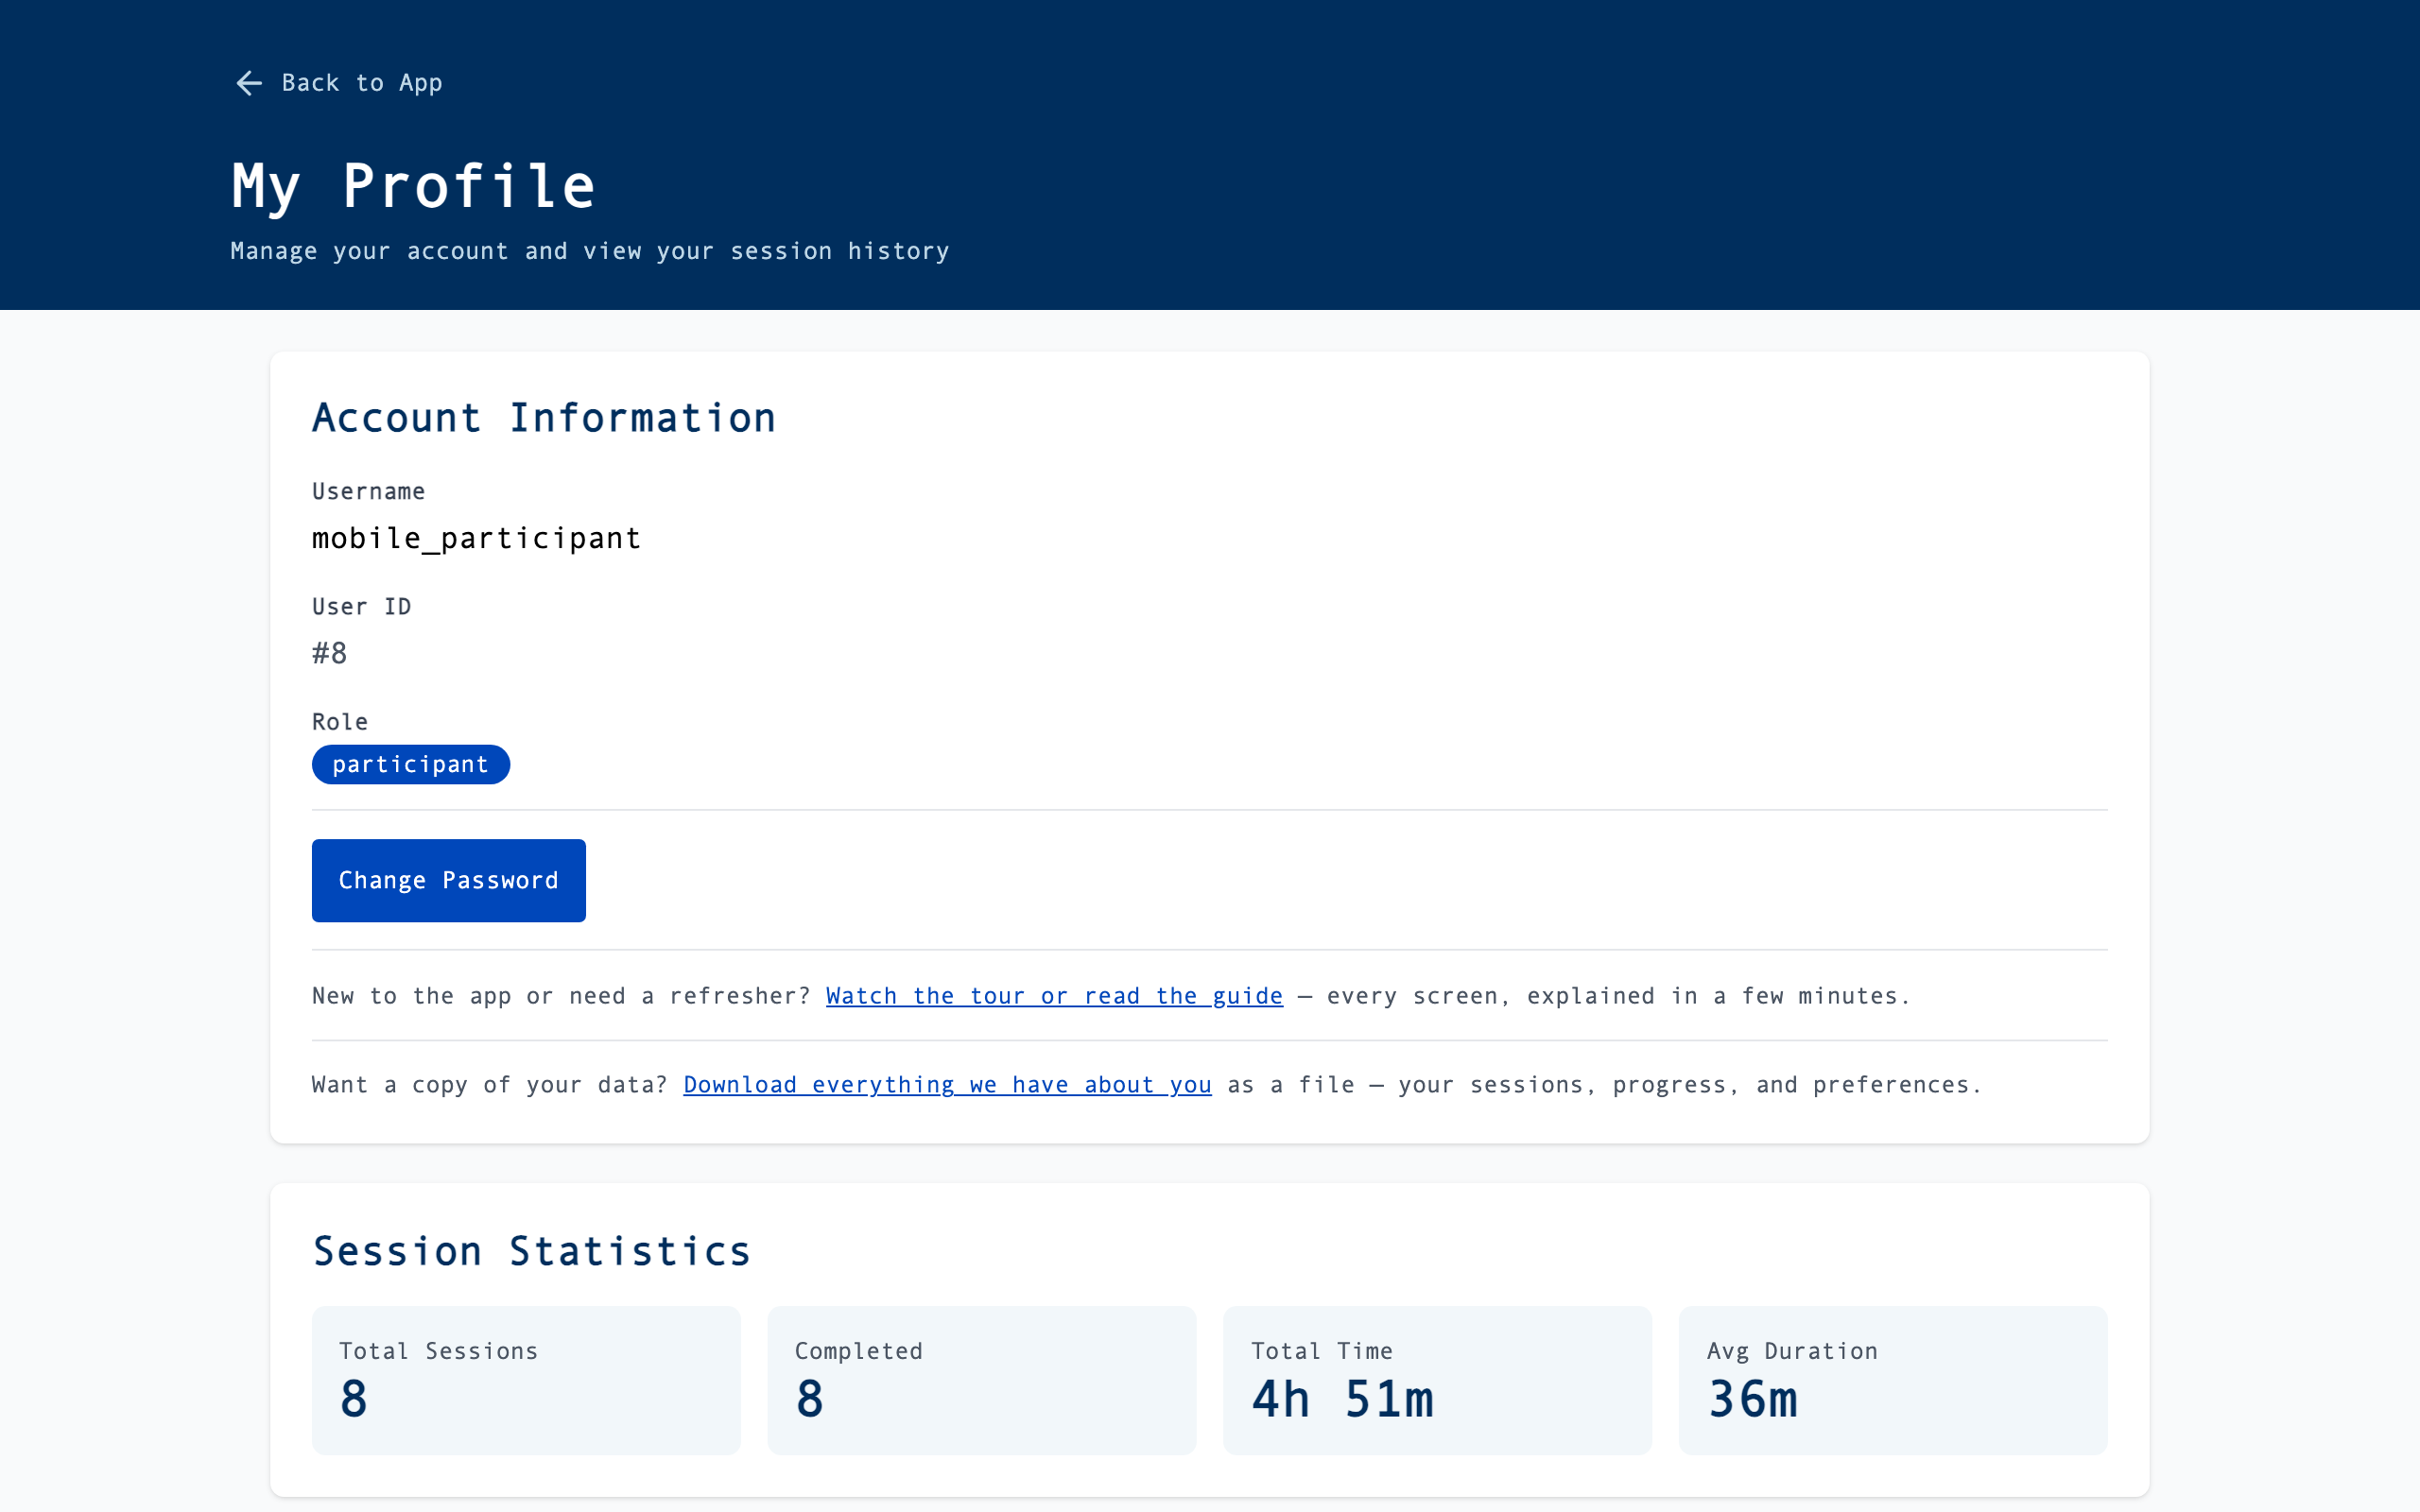 Back to App
My Profile
Manage your account and view your session history
Account Information
Username
mobile_participant
User ID
#8
Role
participant
Change Password
New to the app or need a refresher? Watch the tour or read the guide — every screen, explained in a few minutes.
Want a copy of your data? Download everything we have about you as a file — your sessions, progress, and preferences.
Session Statistics
Total Sessions
8
Completed
8
Total Time
4h 51m
Avg Duration
36m